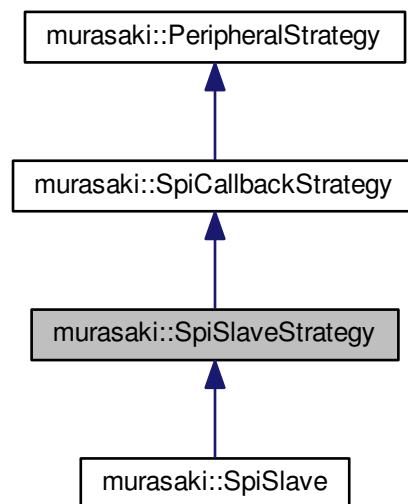 murasaki::PeripheralStrategy
murasaki::SpiCallbackStrategy
murasaki::SpiSlaveStrategy
murasaki::SpiSlave